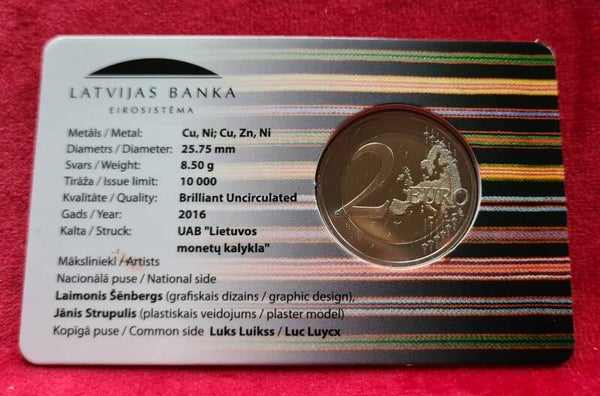 LATVIJAS BANKA
EIROSISTĒMA
Metāls / Metal: Cu, Ni; Cu, Zn, Ni
Diametrs / Diameter: 25.75 mm
Svars / Weight: 8.50 g
Tirāža / Issue limit: 10 000
Kvalitāte / Quality: Brilliant Uncirculated
Gads / Year: 2016
Kalta / Struck: UAB "Lietuvos
monetų kalykla"
Mākslinieki / Artists
Nacionālā puse / National side
Laimonis Šēnbergs (grafiskais dizains / graphic design),
Jānis Strupulis (plastiskais veidojums / plaster model)
Kopīgā puse / Common side Luks Luikss / Luc Luycx
2 EURO